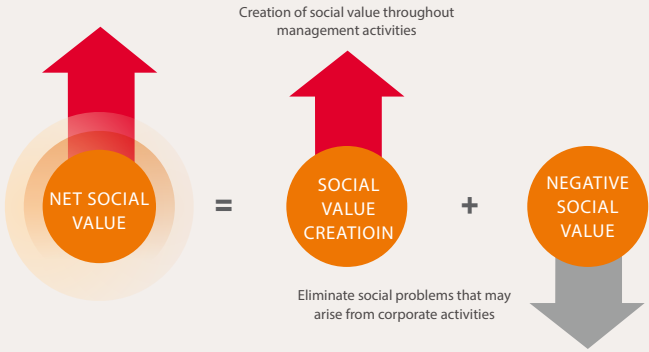 Creation of social value throughout
management activities
NET SOCIAL
VALUE
=
SOCIAL
VALUE
CREATIOIN
+
NEGATIVE
SOCIAL
VALUE
Eliminate social problems that may
arise from corporate activities